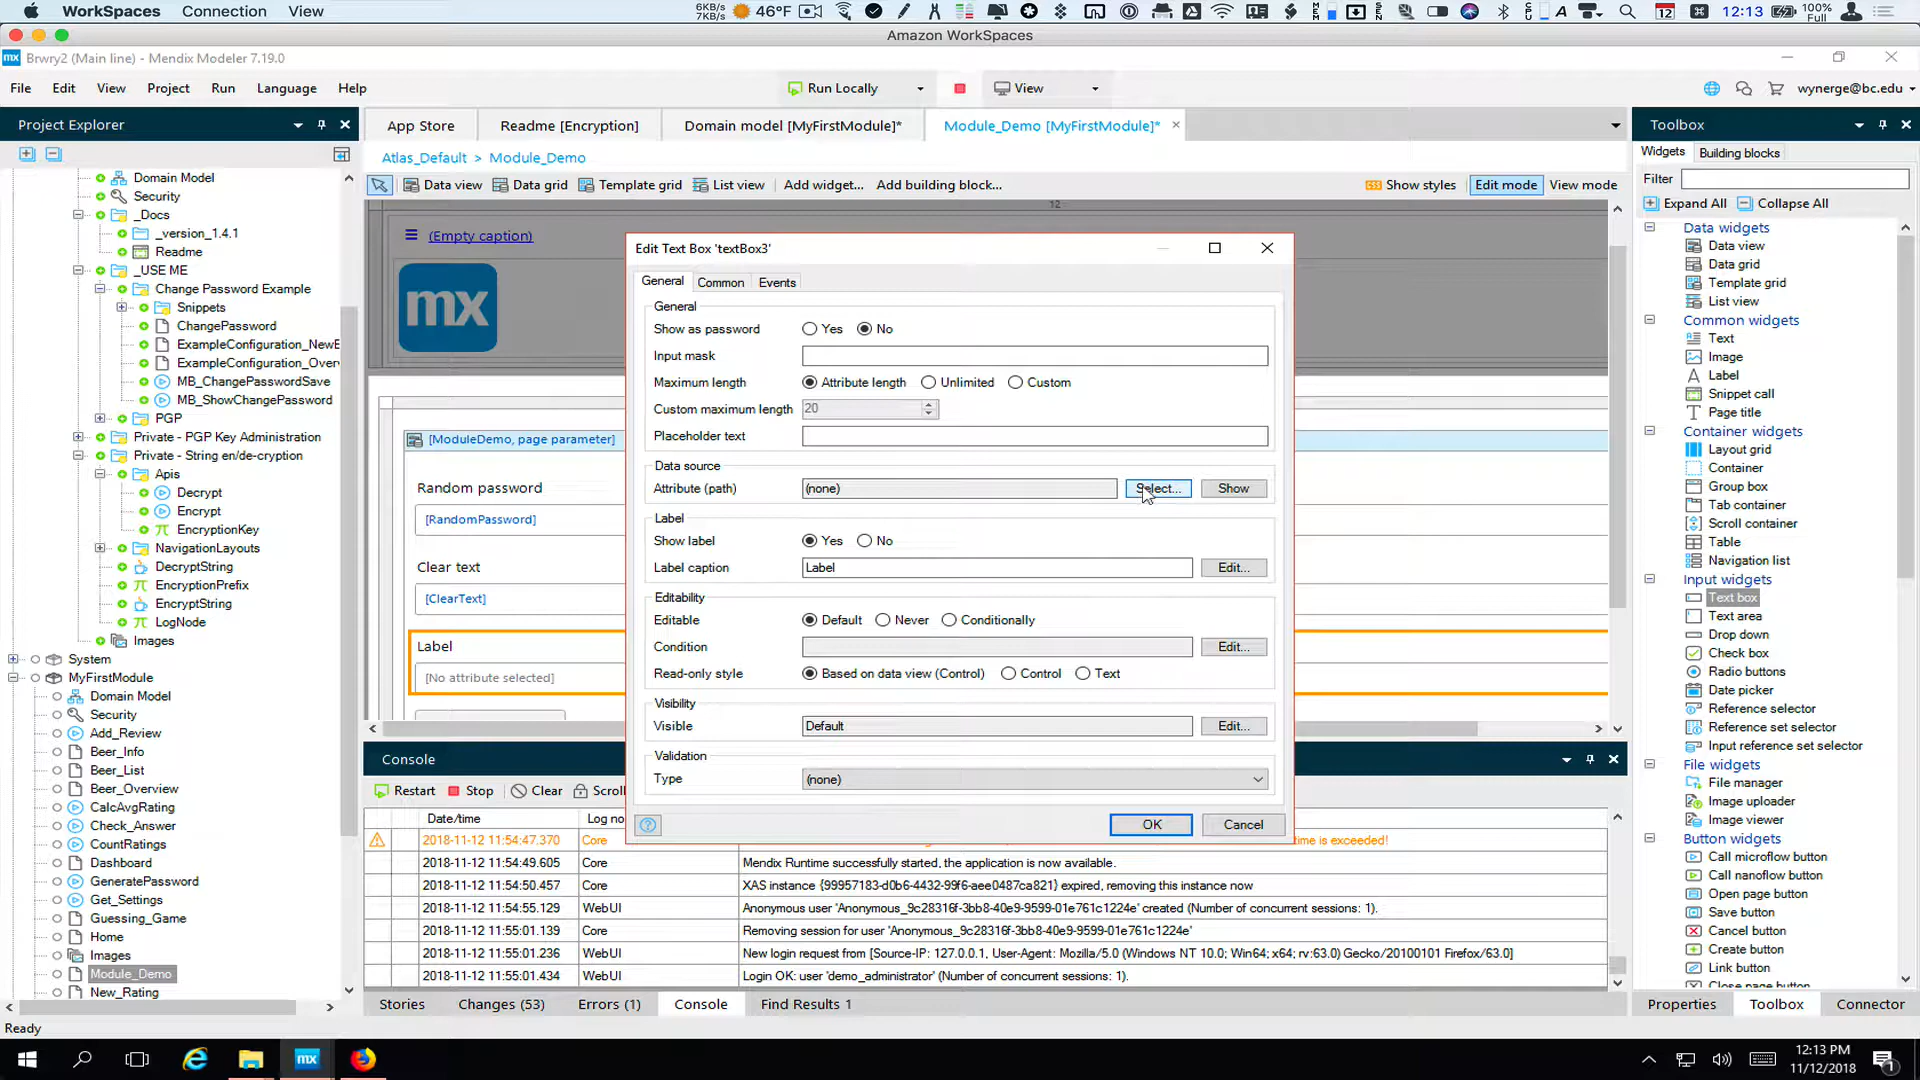 WorkSpaces Connection View
6KB/s
7KB/s
46°F
12
12:13
100%
Full
Amazon WorkSpaces
mx Brwry2 (Main line) - Mendix Modeler 7.19.0
File Edit View Project Run Language Help
Run Locally
View
wynerge@bc.edu
Project Explorer
App Store
Readme [Encryption]
Domain model [MyFirstModule]*
Module_Demo [MyFirstModule]*
Toolbox
Atlas_Default > Module_Demo
Data view Data grid Template grid List view Add widget... Add building block...
Show styles Edit mode View mode
Domain Model
Security
_Docs
_version_1.4.1
Readme
_USE ME
Change Password Example
Snippets
ChangePassword
ExampleConfiguration_NewE
ExampleConfiguration_Over
MB_ChangePasswordSave
MB_ShowChangePassword
PGP
Private - PGP Key Administration
Private - String en/de-cryption
Apis
Decrypt
Encrypt
EncryptionKey
NavigationLayouts
DecryptString
EncryptionPrefix
EncryptString
LogNode
Images
System
MyFirstModule
Domain Model
Security
Add_Review
Beer_Info
Beer_List
Beer_Overview
CalcAvgRating
Check_Answer
CountRatings
Dashboard
GeneratePassword
Get_Settings
Guessing_Game
Home
Images
Module_Demo
New_Rating
12
(Empty caption)
mx
[ModuleDemo, page parameter]
Random password
[RandomPassword]
Clear text
[ClearText]
Label
[No attribute selected]
Edit Text Box 'textBox3'
General Common Events
General
Show as password Yes No
Input mask
Maximum length Attribute length Unlimited Custom
Custom maximum length 20
Placeholder text
Data source
Attribute (path) (none) Select... Show
Label
Show label Yes No
Label caption Label Edit...
Editability
Editable Default Never Conditionally
Condition Edit...
Read-only style Based on data view (Control) Control Text
Visibility
Visible Default Edit...
Validation
Type (none)
OK Cancel
Console
Restart Stop Clear Scroll
Date/time Log no
2018-11-12 11:54:47.370 Core time is exceeded!
2018-11-12 11:54:49.605 Core Mendix Runtime successfully started, the application is now available.
2018-11-12 11:54:50.457 Core XAS instance {99957183-d0b6-4432-99f6-aee0487ca821} expired, removing this instance now
2018-11-12 11:54:55.129 WebUI Anonymous user 'Anonymous_9c28316f-3bb8-40e9-9599-01e761c1224e' created (Number of concurrent sessions: 1).
2018-11-12 11:55:01.139 Core Removing session for user 'Anonymous_9c28316f-3bb8-40e9-9599-01e761c1224e'
2018-11-12 11:55:01.236 WebUI New login request from [Source-IP: 127.0.0.1, User-Agent: Mozilla/5.0 (Windows NT 10.0; Win64; x64; rv:63.0) Gecko/20100101 Firefox/63.0]
2018-11-12 11:55:01.434 WebUI Login OK: user 'demo_administrator' (Number of concurrent sessions: 1).
Stories Changes (53) Errors (1) Console Find Results 1
Widgets Building blocks
Filter
Expand All Collapse All
Data widgets
Data view
Data grid
Template grid
List view
Common widgets
Text
Image
Label
Snippet call
Page title
Container widgets
Layout grid
Container
Group box
Tab container
Scroll container
Table
Navigation list
Input widgets
Text box
Text area
Drop down
Check box
Radio buttons
Date picker
Reference selector
Reference set selector
Input reference set selector
File widgets
File manager
Image uploader
Image viewer
Button widgets
Call microflow button
Call nanoflow button
Open page button
Save button
Cancel button
Create button
Link button
Close page button
Properties Toolbox Connector
Ready
mx
12:13 PM
11/12/2018
1